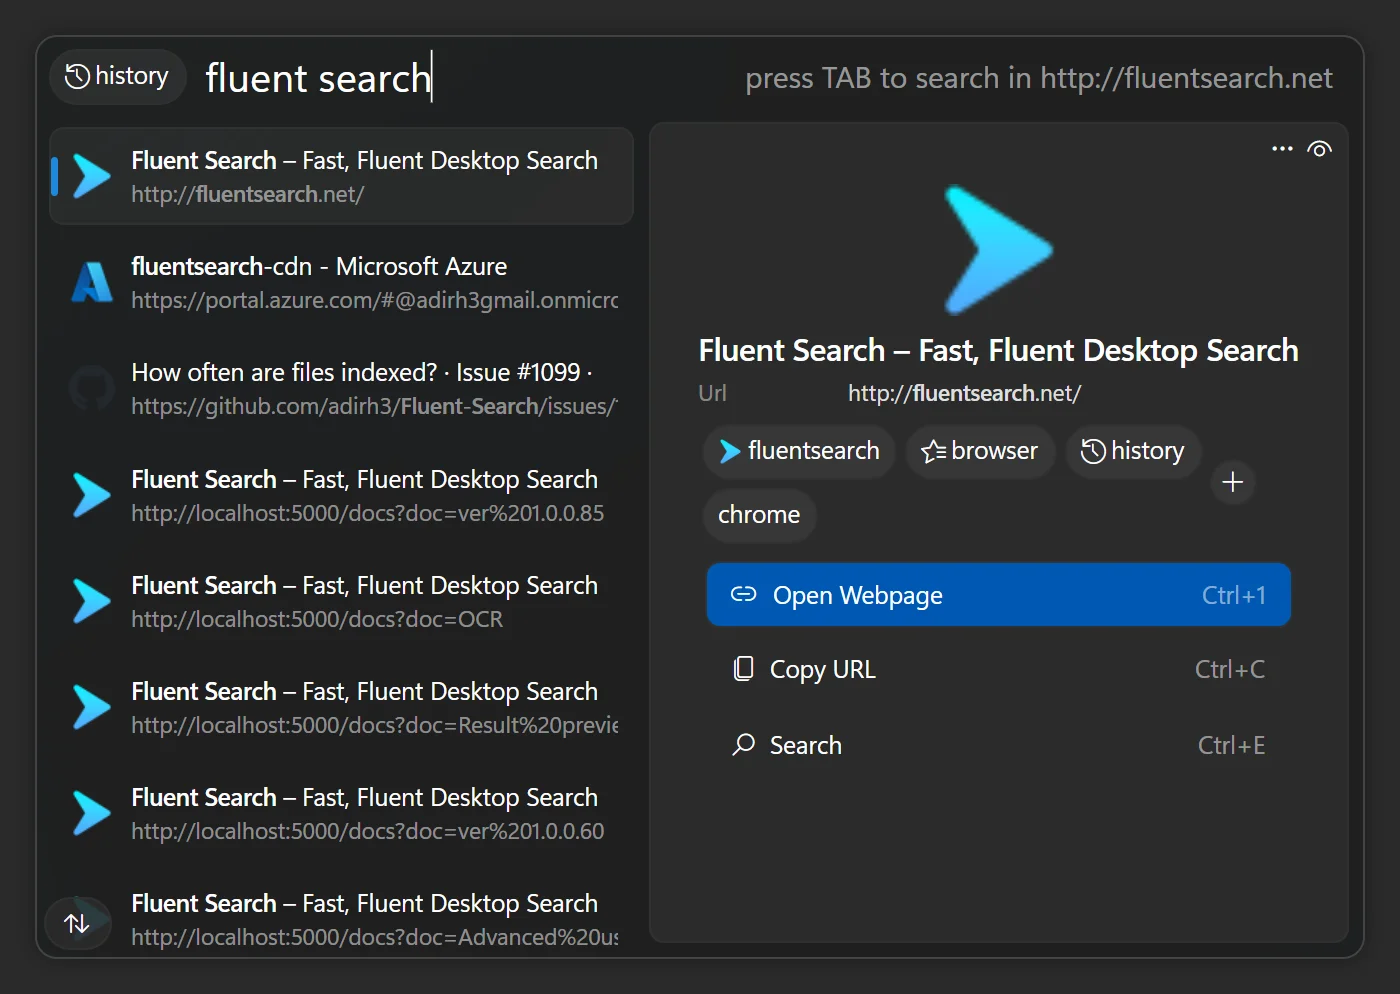 history fluent search press TAB to search in http://fluentsearch.net
Fluent Search – Fast, Fluent Desktop Search
http://fluentsearch.net/
fluentsearch-cdn - Microsoft Azure
https://portal.azure.com/#@adirh3gmail.onmicro
How often are files indexed? · Issue #1099 ·
https://github.com/adirh3/Fluent-Search/issues/
Fluent Search – Fast, Fluent Desktop Search
http://localhost:5000/docs?doc=ver%201.0.0.85
Fluent Search – Fast, Fluent Desktop Search
http://localhost:5000/docs?doc=OCR
Fluent Search – Fast, Fluent Desktop Search
http://localhost:5000/docs?doc=Result%20previe
Fluent Search – Fast, Fluent Desktop Search
http://localhost:5000/docs?doc=ver%201.0.0.60
Fluent Search – Fast, Fluent Desktop Search
http://localhost:5000/docs?doc=Advanced%20us
Fluent Search – Fast, Fluent Desktop Search
Url http://fluentsearch.net/
fluentsearch browser history
chrome
Open Webpage Ctrl+1
Copy URL Ctrl+C
Search Ctrl+E